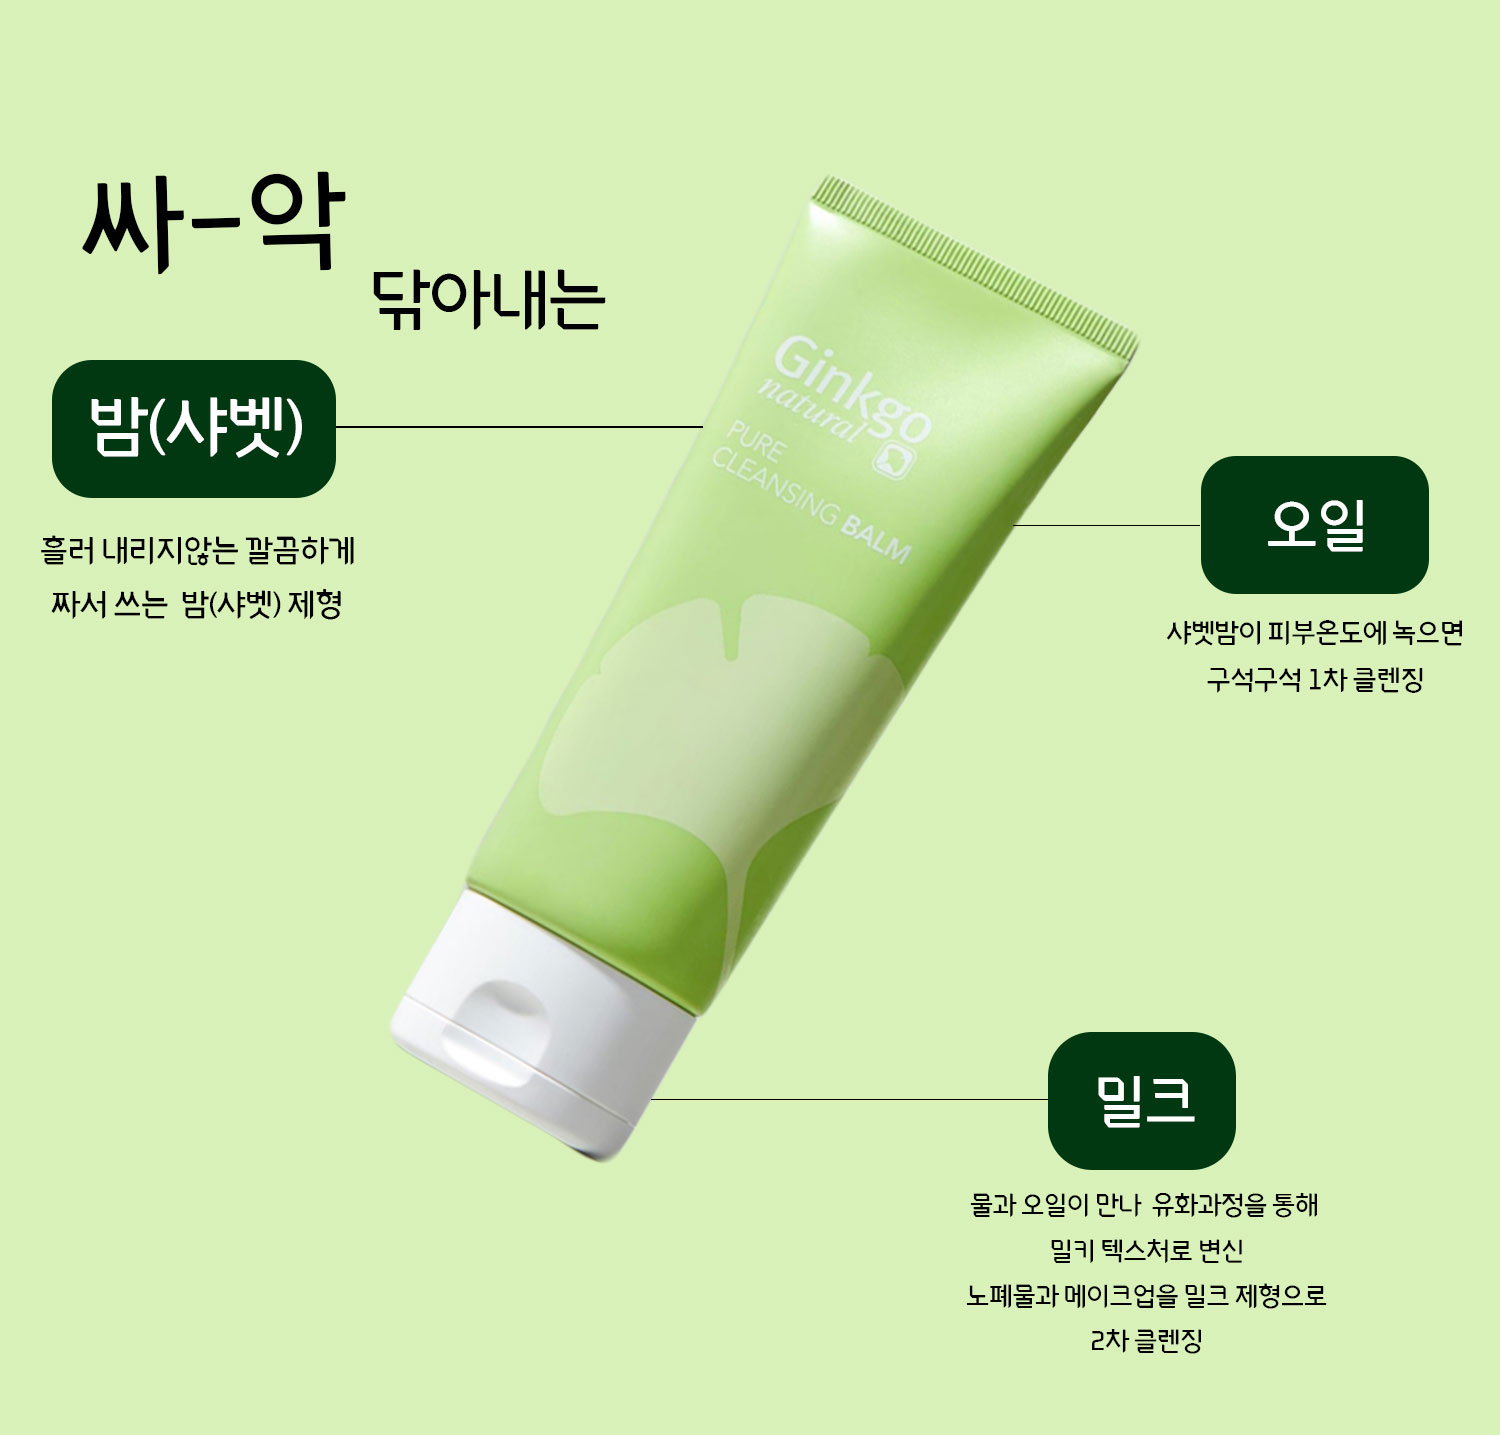 싸-악
닦아내는
밤(샤벳)
흘러 내리지않는 깔끔하게
짜서 쓰는 밤(샤벳) 제형
Ginkgo
natural
PURE
CLEANSING BALM
오일
샤벳밤이 피부온도에 녹으면
구석구석 1차 클렌징
밀크
물과 오일이 만나 유화과정을 통해
밀키 텍스처로 변신
노폐물과 메이크업을 밀크 제형으로
2차 클렌징